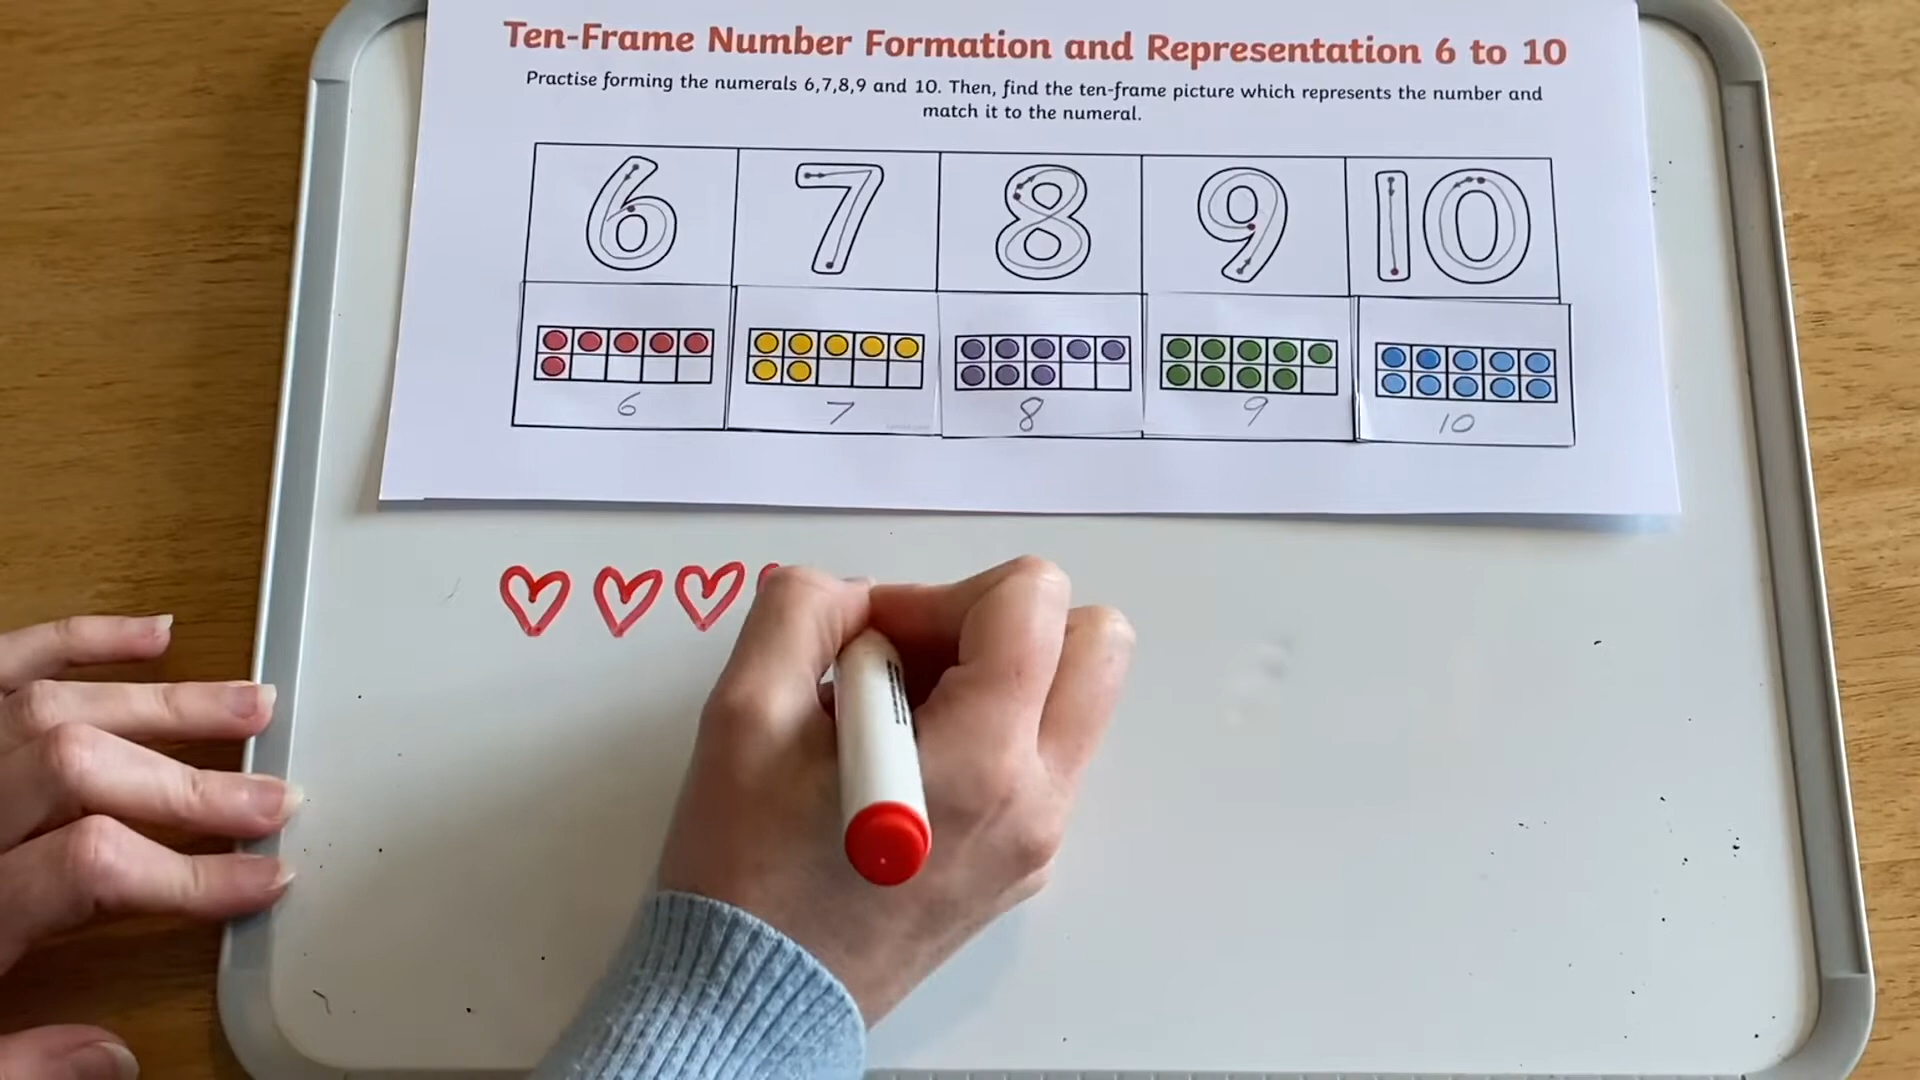 Ten-Frame Number Formation and Representation 6 to 10
Practise forming the numerals 6,7,8,9 and 10. Then, find the ten-frame picture which represents the number and
match it to the numeral.
6 7 8 9 10
6 7 8 9 10